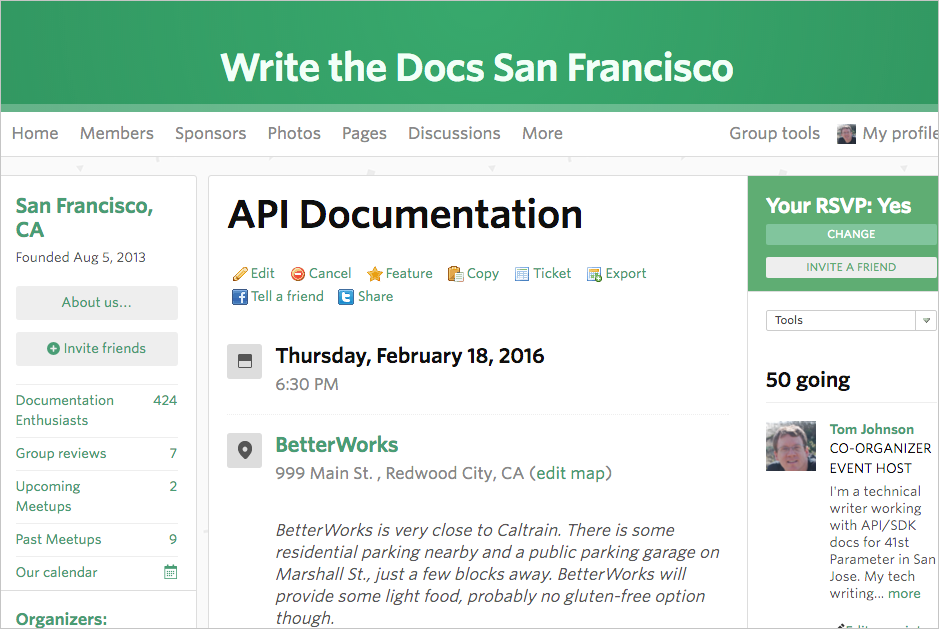 Write the Docs San Francisco
Home Members Sponsors Photos Pages Discussions More Group tools My profile
San Francisco,
CA
Founded Aug 5, 2013
About us...
Invite friends
Documentation 424
Enthusiasts
Group reviews 7
Upcoming 2
Meetups
Past Meetups 9
Our calendar
Organizers:
API Documentation
Edit Cancel Feature Copy Ticket Export
Tell a friend Share
Thursday, February 18, 2016
6:30 PM
BetterWorks
999 Main St. , Redwood City, CA (edit map)
BetterWorks is very close to Caltrain. There is some
residential parking nearby and a public parking garage on
Marshall St., just a few blocks away. BetterWorks will
provide some light food, probably no gluten-free option
though.
Your RSVP: Yes
CHANGE
INVITE A FRIEND
Tools
50 going
Tom Johnson
CO-ORGANIZER
EVENT HOST
I'm a technical
writer working
with API/SDK
docs for 41st
Parameter in San
Jose. My tech
writing... more